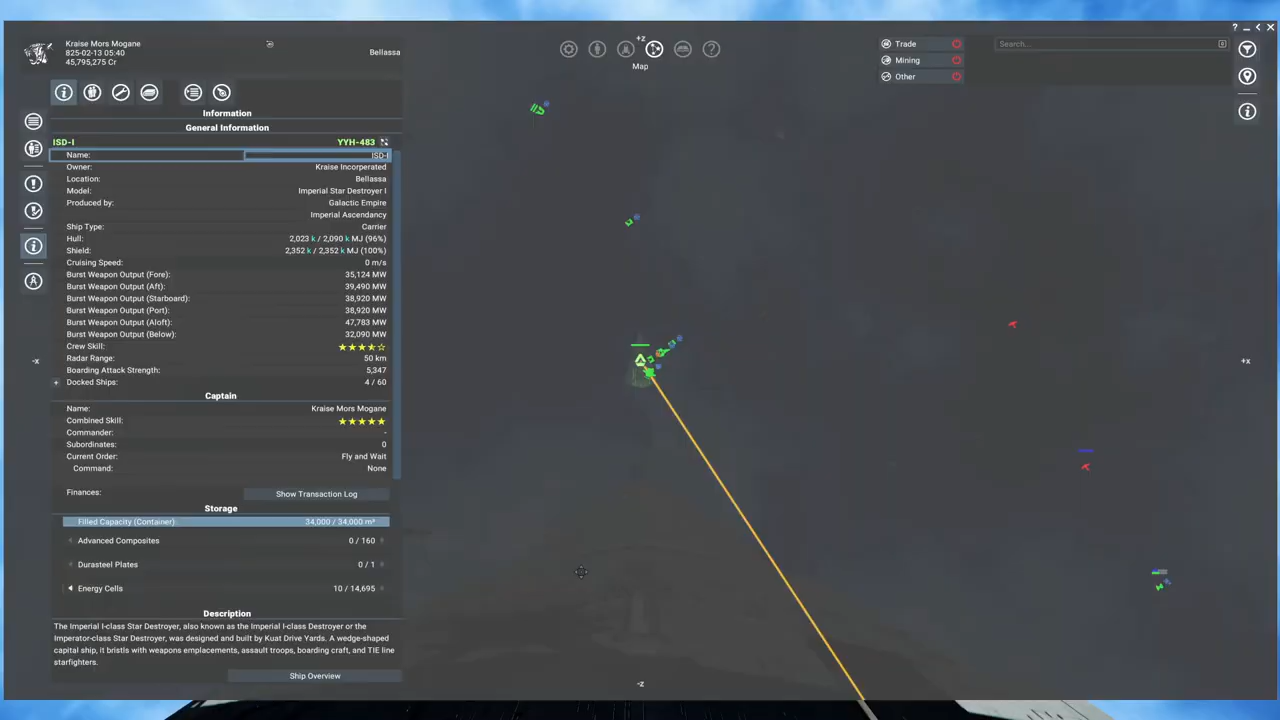 Kraise Mors Mogane
825-02-13 05:40
45,795,275 Cr
Bellassa
+z
Map
Trade
Mining
Other
Search...
?
Information
General Information
ISD-I YYH-483
Name: ISD-I
Owner: Kraise Incorporated
Location: Bellassa
Model: Imperial Star Destroyer I
Produced by: Galactic Empire
Imperial Ascendancy
Ship Type: Carrier
Hull: 2,023 k / 2,090 k MJ (96%)
Shield: 2,352 k / 2,352 k MJ (100%)
Cruising Speed: 0 m/s
Burst Weapon Output (Fore): 35,124 MW
Burst Weapon Output (Aft): 39,490 MW
Burst Weapon Output (Starboard): 38,920 MW
Burst Weapon Output (Port): 38,920 MW
Burst Weapon Output (Aloft): 47,783 MW
Burst Weapon Output (Below): 32,090 MW
Crew Skill:
Radar Range: 50 km
Boarding Attack Strength: 5,347
+ Docked Ships: 4 / 60
Captain
Name: Kraise Mors Mogane
Combined Skill:
Commander: -
Subordinates: 0
Current Order: Fly and Wait
Command: None
Finances: Show Transaction Log
Storage
Filled Capacity (Container): 34,000 / 34,000 m³
Advanced Composites 0 / 160
Durasteel Plates 0 / 1
Energy Cells 10 / 14,695
Description
The Imperial I-class Star Destroyer, also known as the Imperial I-class Destroyer or the
Imperator-class Star Destroyer, was designed and built by Kuat Drive Yards. A wedge-shaped
capital ship, it bristles with weapons emplacements, assault troops, boarding craft, and TIE line
starfighters.
Ship Overview
-x
+x
-z